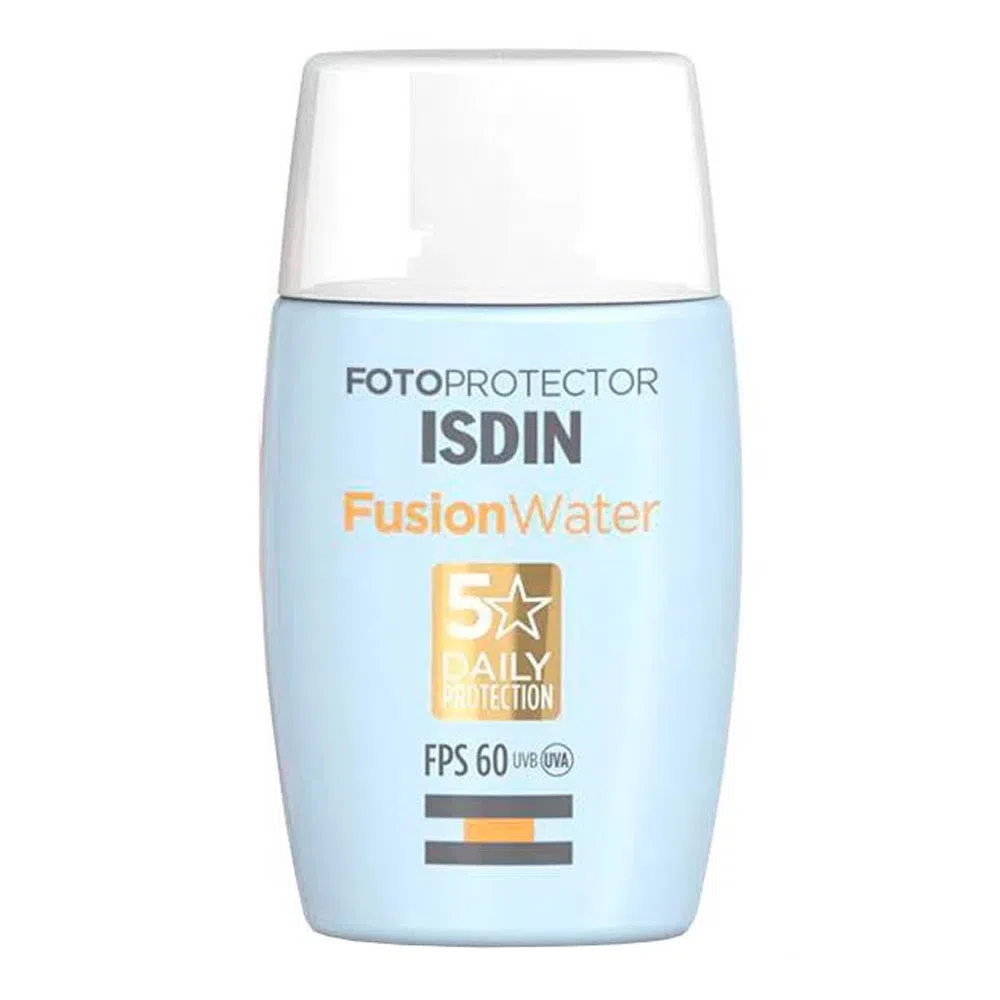 FOTOPROTECTOR
ISDIN
FusionWater
5
DAILY
PROTECTION
FPS 60 UVB UVA